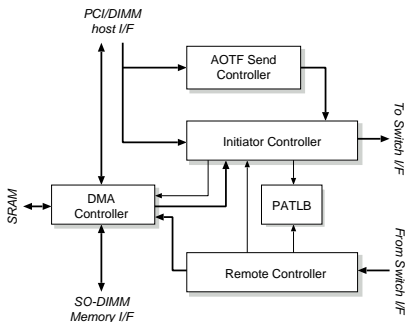 PCI/DIMM
host I/F
AOTF Send
Controller
To Switch I/F
Initiator Controller
SRAM
DMA
Controller
PATLB
From Switch I/F
Remote Controller
SO-DIMM
Memory I/F